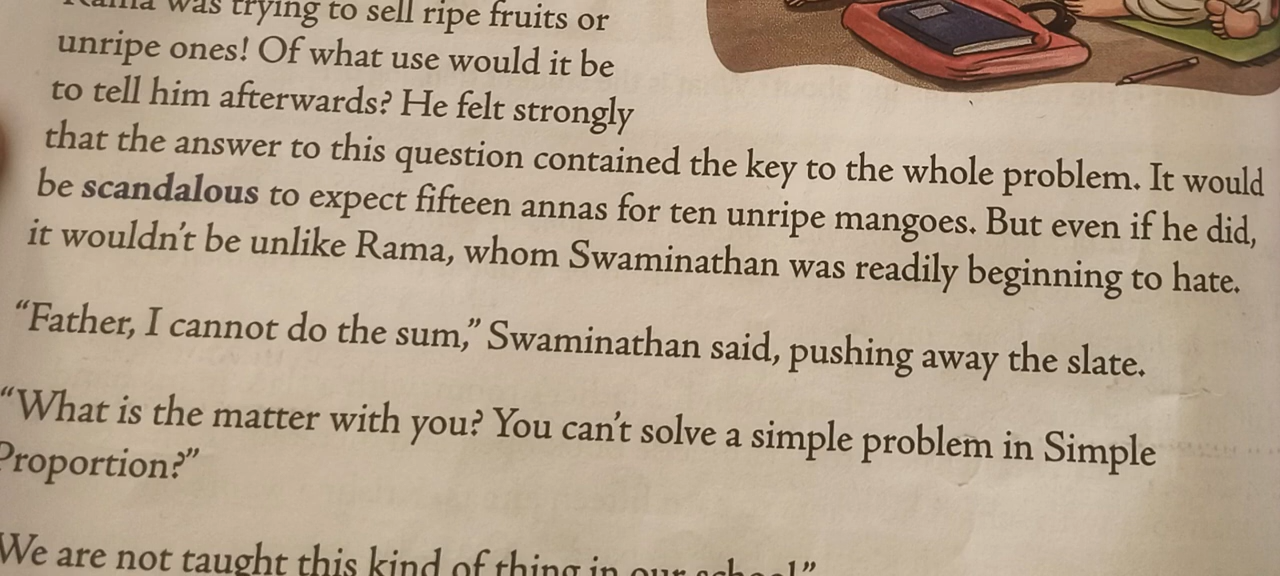 Rama was trying to sell ripe fruits or
unripe ones! Of what use would it be
to tell him afterwards? He felt strongly
that the answer to this question contained the key to the whole problem. It would
be scandalous to expect fifteen annas for ten unripe mangoes. But even if he did,
it wouldn't be unlike Rama, whom Swaminathan was readily beginning to hate.
“Father, I cannot do the sum,” Swaminathan said, pushing away the slate.
“What is the matter with you? You can't solve a simple problem in Simple
Proportion?”
We are not taught this kind of thing in our school”